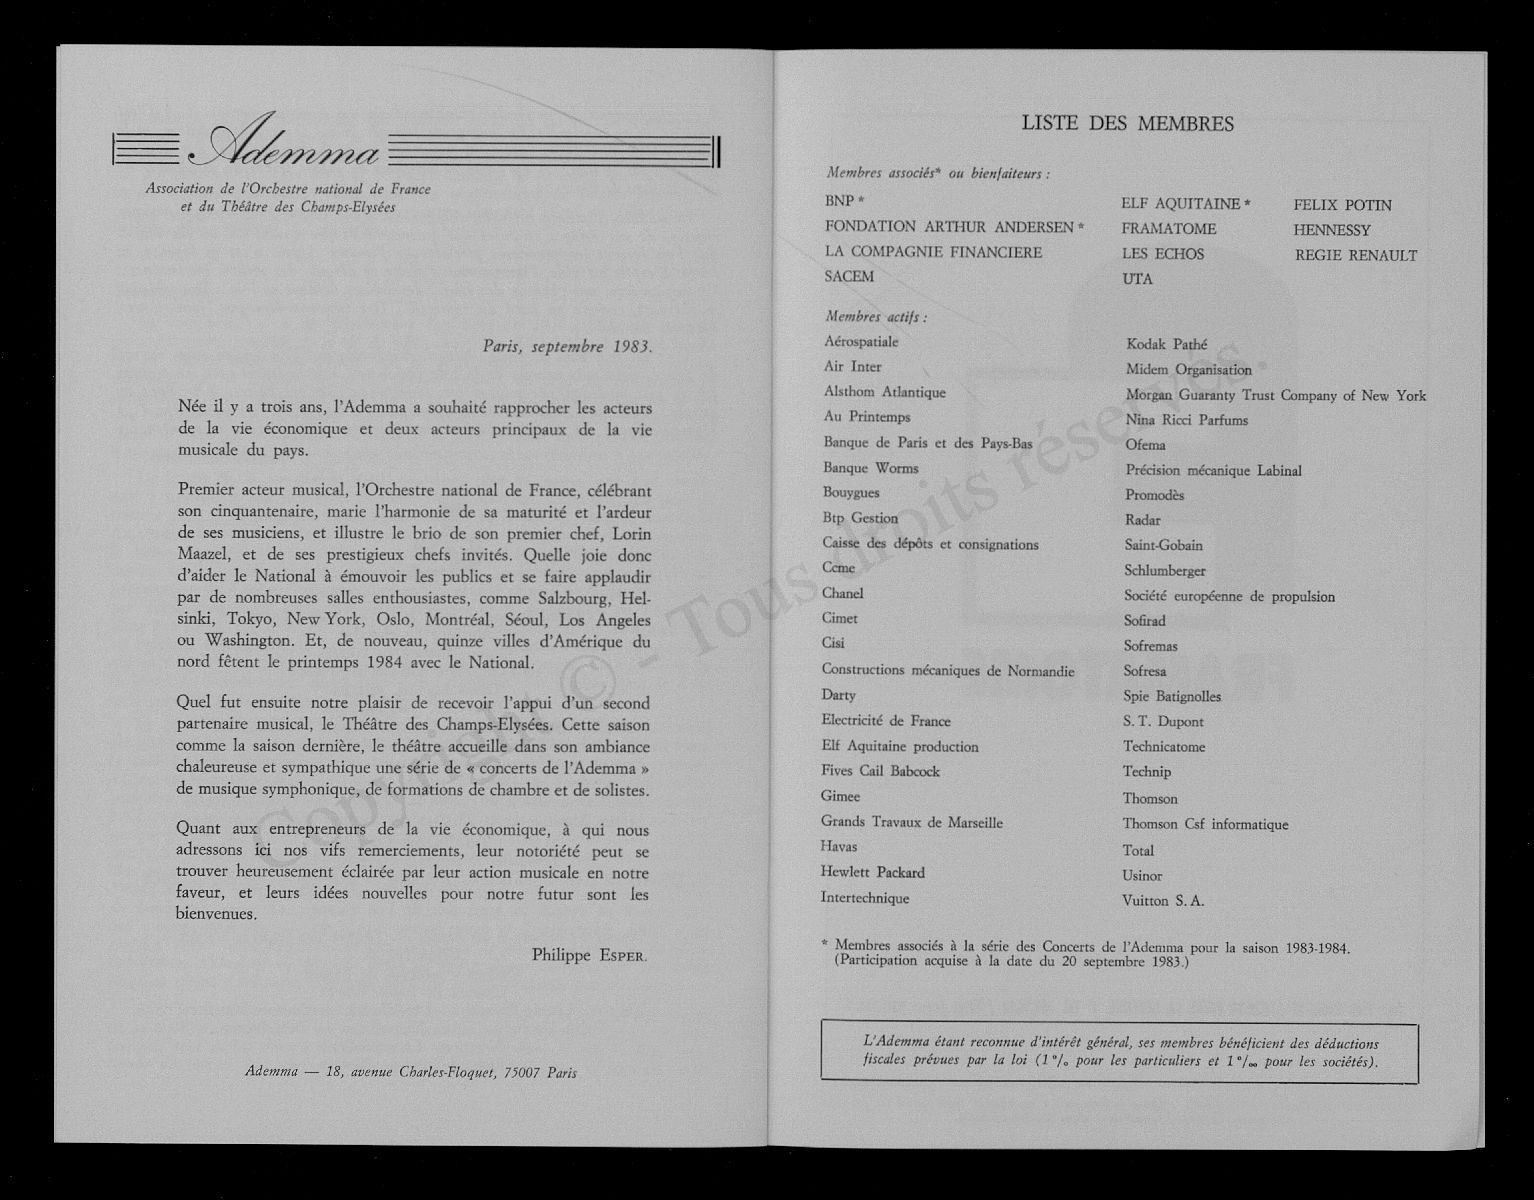 Ademma
Association de l'Orchestre national de France
et du Théâtre des Champs-Elysées
Paris, septembre 1983.
Née il y a trois ans, l'Ademma a souhaité rapprocher les acteurs
de la vie économique et deux acteurs principaux de la vie
musicale du pays.
Premier acteur musical, l'Orchestre national de France, célébrant
son cinquantenaire, marie l'harmonie de sa maturité et l'ardeur
de ses musiciens, et illustre le brio de son premier chef, Lorin
Maazel, et de ses prestigieux chefs invités. Quelle joie donc
d'aider le National à émouvoir les publics et se faire applaudir
par de nombreuses salles enthousiastes, comme Salzbourg, Hel-
sinki, Tokyo, New York, Oslo, Montréal, Séoul, Los Angeles
ou Washington. Et, de nouveau, quinze villes d'Amérique du
nord fêtent le printemps 1984 avec le National.
Quel fut ensuite notre plaisir de recevoir l'appui d'un second
partenaire musical, le Théâtre des Champs-Elysées. Cette saison
comme la saison dernière, le théâtre accueille dans son ambiance
chaleureuse et sympathique une série de « concerts de l'Ademma »
de musique symphonique, de formations de chambre et de solistes.
Quant aux entrepreneurs de la vie économique, à qui nous
adressons ici nos vifs remerciements, leur notoriété peut se
trouver heureusement éclairée par leur action musicale en notre
faveur, et leurs idées nouvelles pour notre futur sont les
bienvenues.
Philippe ESPER.
Ademma — 18, avenue Charles-Floquet, 75007 Paris
LISTE DES MEMBRES
Membres associés* ou bienfaiteurs :
BNP *
FONDATION ARTHUR ANDERSEN *
LA COMPAGNIE FINANCIERE
SACEM
ELF AQUITAINE *
FRAMATOME
LES ECHOS
UTA
FELIX POTIN
HENNESSY
REGIE RENAULT
Membres actifs :
Aérospatiale
Air Inter
Alsthom Atlantique
Au Printemps
Banque de Paris et des Pays-Bas
Banque Worms
Bouygues
Btp Gestion
Caisse des dépôts et consignations
Ccme
Chanel
Cimet
Cisi
Constructions mécaniques de Normandie
Darty
Electricité de France
Elf Aquitaine production
Fives Cail Babcock
Gimee
Grands Travaux de Marseille
Havas
Hewlett Packard
Intertechnique
Kodak Pathé
Midem Organisation
Morgan Guaranty Trust Company of New York
Nina Ricci Parfums
Ofema
Précision mécanique Labinal
Promodès
Radar
Saint-Gobain
Schlumberger
Société européenne de propulsion
Sofirad
Sofremas
Sofresa
Spie Batignolles
S. T. Dupont
Technicatome
Technip
Thomson
Thomson Csf informatique
Total
Usinor
Vuitton S. A.
* Membres associés à la série des Concerts de l'Ademma pour la saison 1983-1984.
(Participation acquise à la date du 20 septembre 1983.)
L'Ademma étant reconnue d'intérêt général, ses membres bénéficient des déductions
fiscales prévues par la loi (1 % pour les particuliers et 1 ‰ pour les sociétés).
Copyright © - Tous droits réservés.